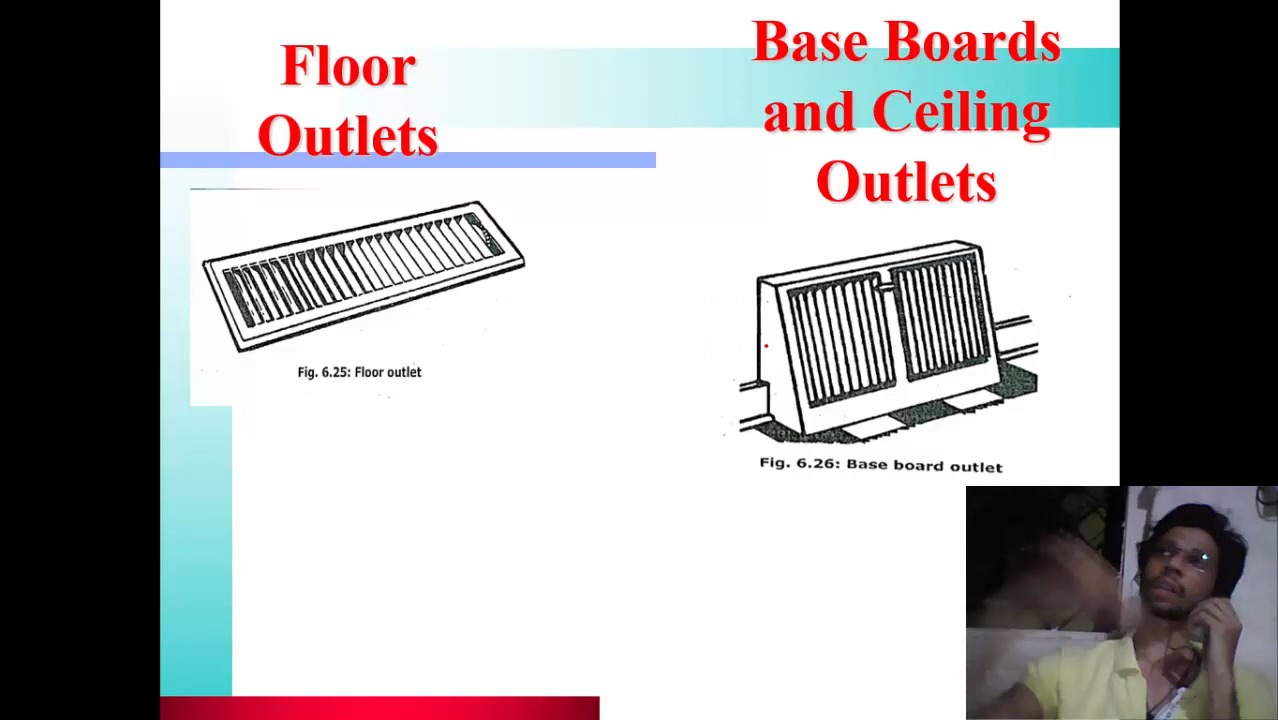 Floor
Outlets
Base Boards
and Ceiling
Outlets
Fig. 6.25: Floor outlet
Fig. 6.26: Base board outlet